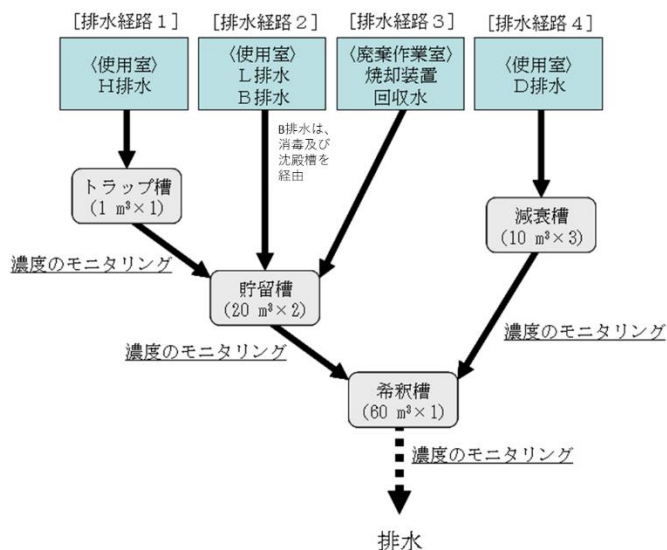 [排水経路１] [排水経路２] [排水経路３] [排水経路４]
〈使用室〉
H排水
〈使用室〉
L排水
B排水
〈廃棄作業室〉
焼却装置
回収水
〈使用室〉
D排水
B排水は、
消毒及び
沈殿槽を
経由
トラップ槽
(1 m³×1)
減衰槽
(10 m³×3)
濃度のモニタリング
貯留槽
(20 m³×2)
濃度のモニタリング
濃度のモニタリング
希釈槽
(60 m³×1)
濃度のモニタリング
排水